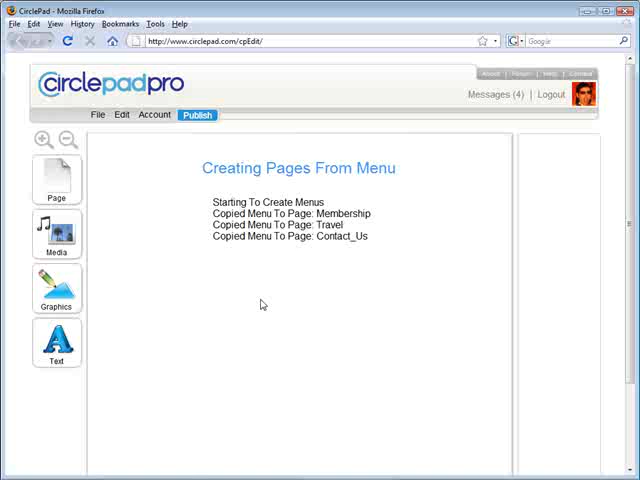 CirclePad - Mozilla Firefox
File Edit View History Bookmarks Tools Help
http://www.circlepad.com/cpEdit/
Google
circlepadpro
About | Forum | Help | Contact
Messages (4) | Logout
File Edit Account Publish
Page
Media
Graphics
A
Text
Creating Pages From Menu
Starting To Create Menus
Copied Menu To Page: Membership
Copied Menu To Page: Travel
Copied Menu To Page: Contact_Us